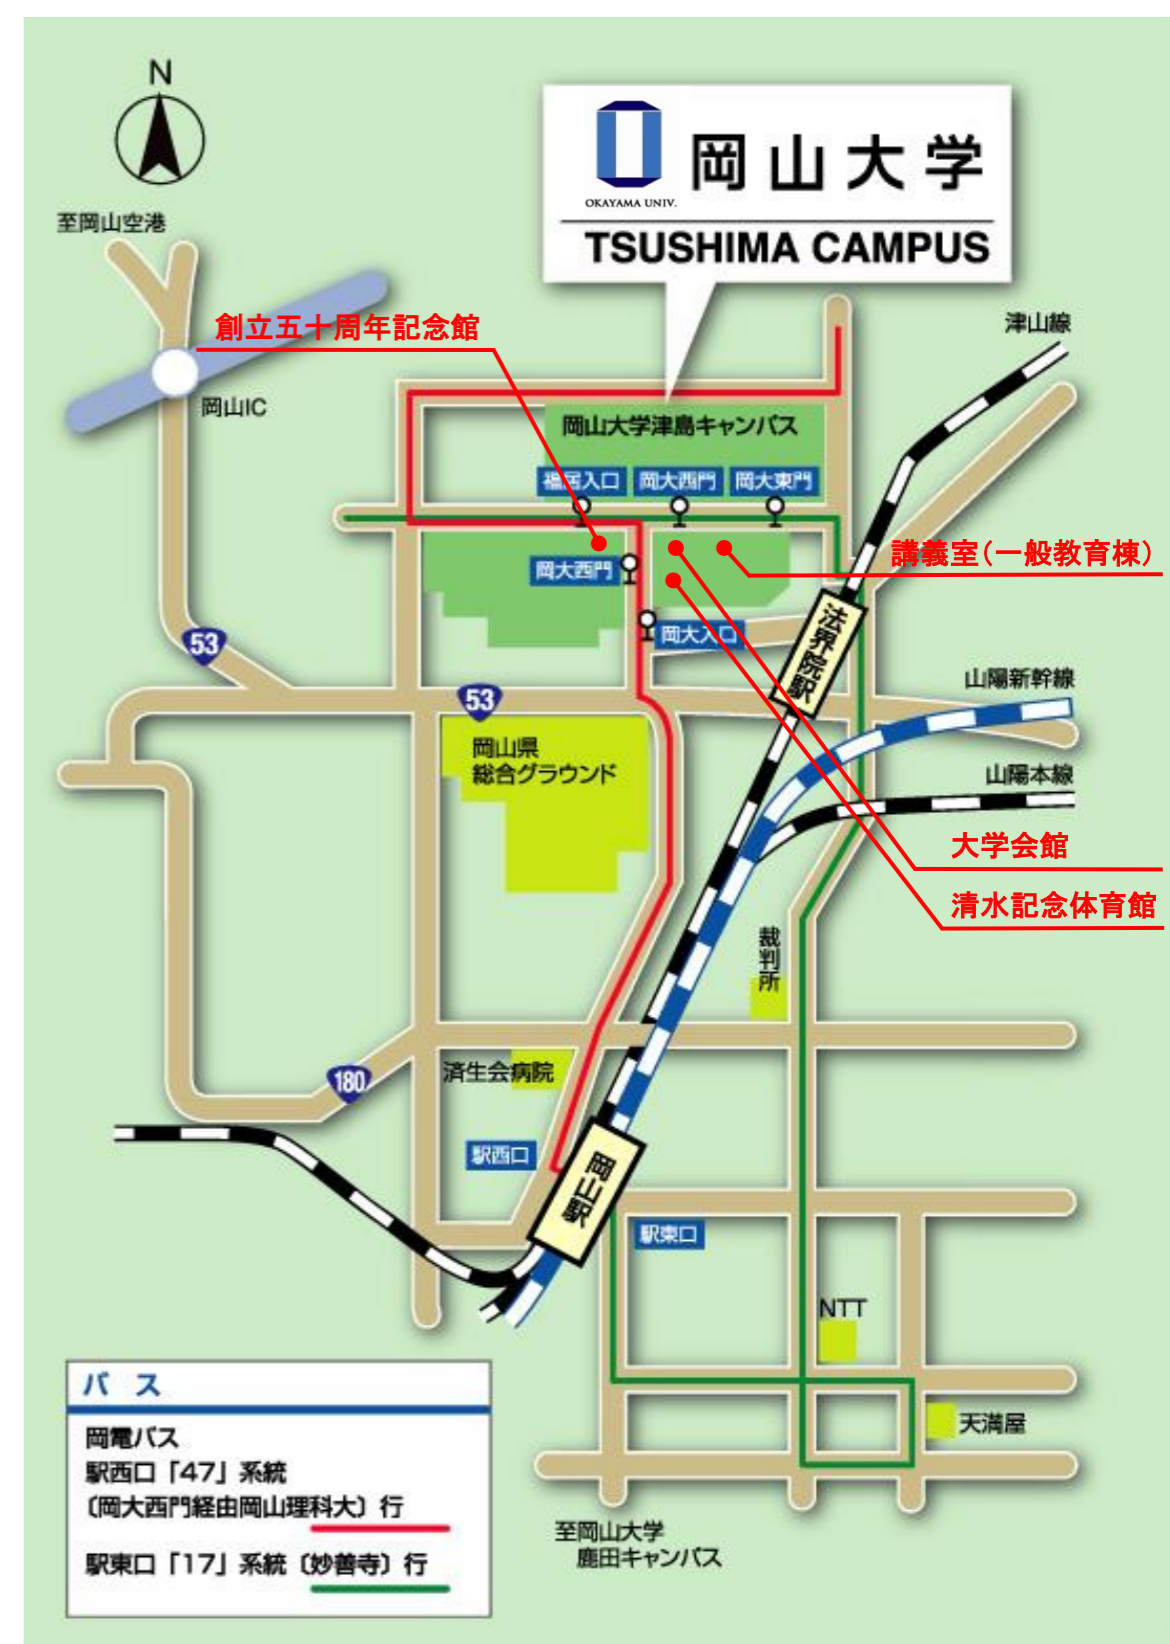 N
岡山大学
OKAYAMA UNIV.
TSUSHIMA CAMPUS
至岡山空港
創立五十周年記念館
津山線
岡山IC
岡山大学津島キャンパス
福居入口
岡大西門
岡大東門
講義室(一般教育棟)
岡大西門
岡大入口
法界院駅
53
53
山陽新幹線
岡山県
総合グラウンド
山陽本線
大学会館
清水記念体育館
裁判所
済生会病院
180
駅西口
岡山駅
駅東口
NTT
天満屋
バス
岡電バス
駅西口「47」系統
〔岡大西門経由岡山理科大〕行
駅東口「17」系統〔妙善寺〕行
至岡山大学
鹿田キャンパス